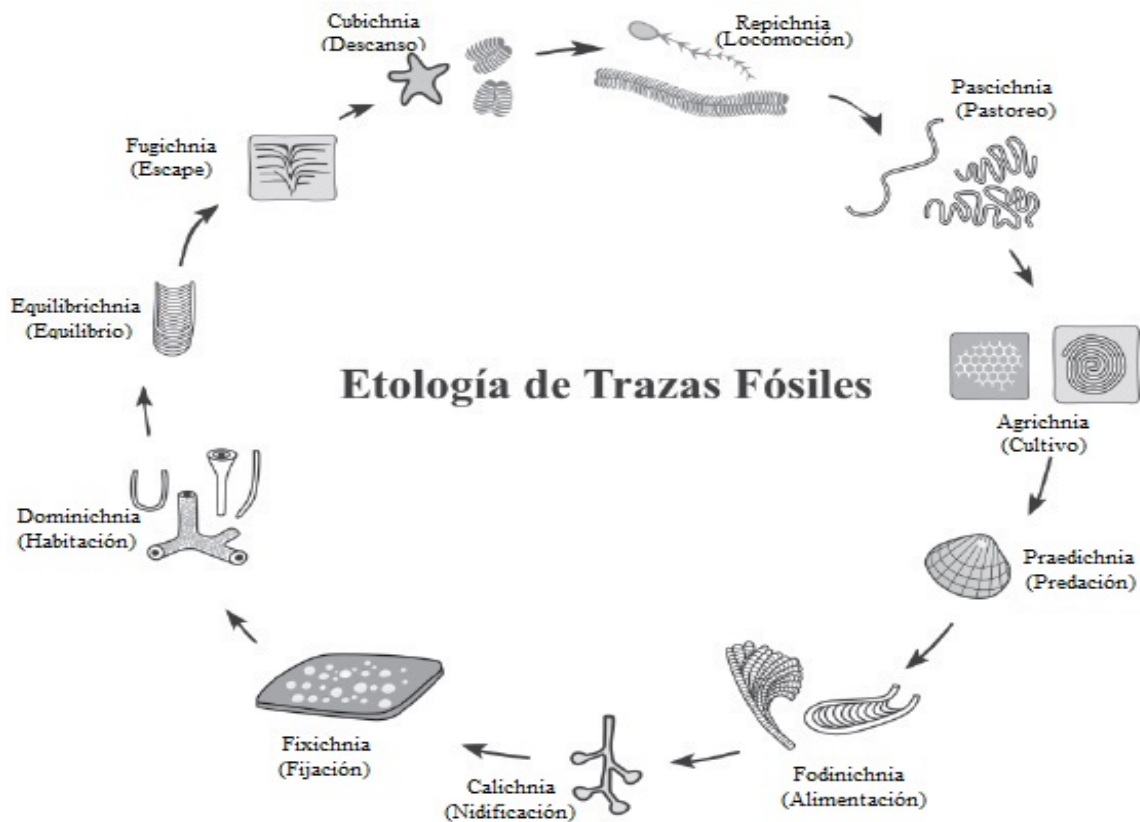 Cubichnia
(Descanso)
Repichnia
(Locomoción)
Pascichnia
(Pastoreo)
Fugichnia
(Escape)
Equilibrichnia
(Equilibrio)
Etología de Trazas Fósiles
Agrichnia
(Cultivo)
Dominichnia
(Habitación)
Praedichnia
(Predación)
Fixichnia
(Fijación)
Calichnia
(Nidificación)
Fodinichnia
(Alimentación)